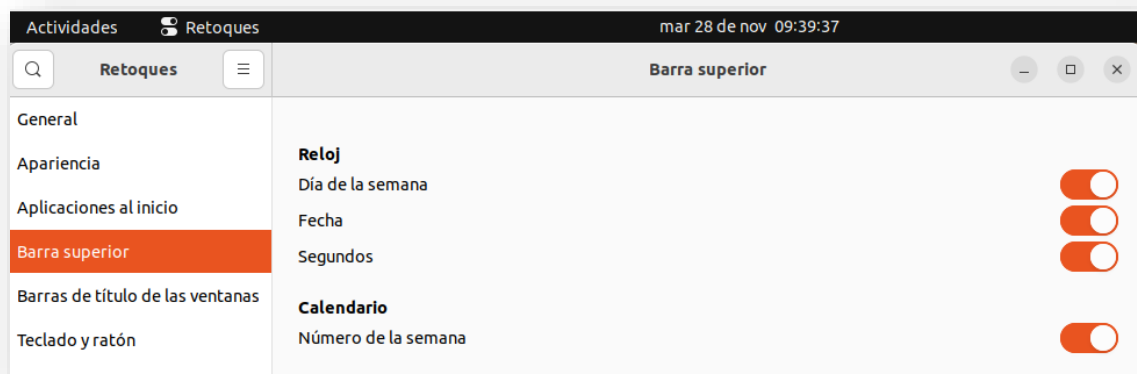 Actividades Retoques mar 28 de nov 09:39:37
Retoques Barra superior
General
Apariencia
Aplicaciones al inicio
Barra superior
Barras de título de las ventanas
Teclado y ratón
Reloj
Día de la semana
Fecha
Segundos
Calendario
Número de la semana